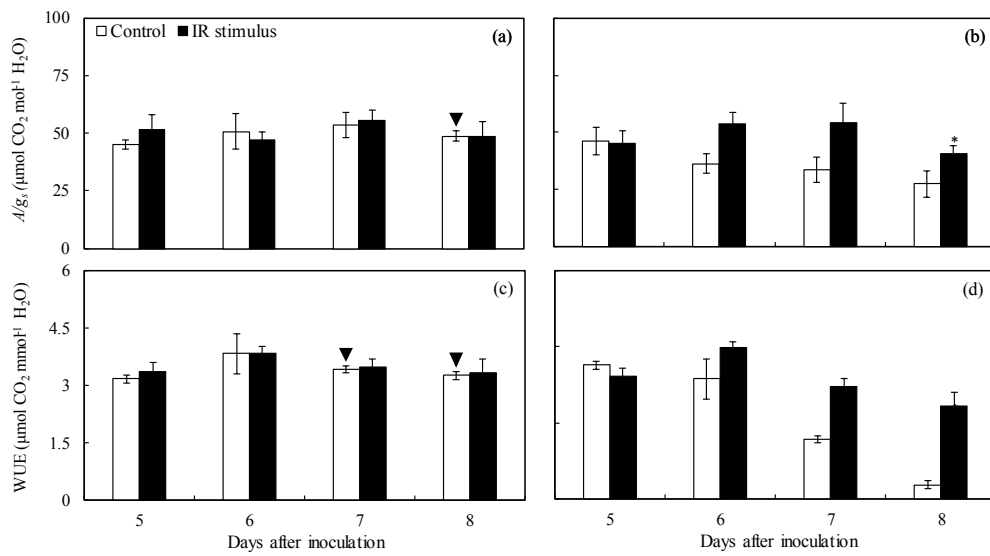 100
75
50
25
0
A/gₛ (µmol CO₂ mol⁻¹ H₂O)
Control IR stimulus
(a)
(b)
*
6
4.5
3
1.5
0
WUE (µmol CO₂ mmol⁻¹ H₂O)
(c)
(d)
5 6 7 8
5 6 7 8
Days after inoculation
Days after inoculation